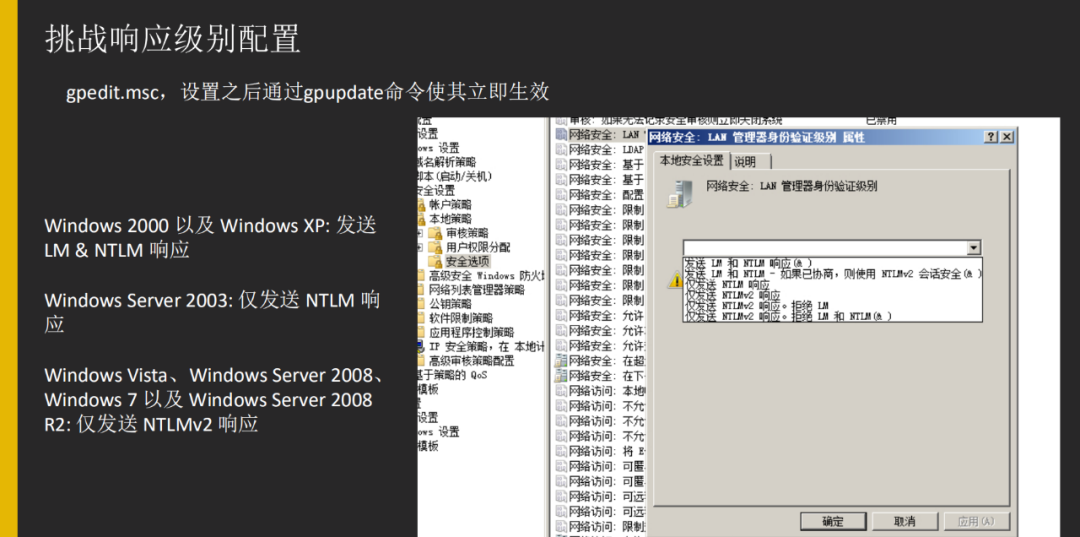 挑战响应级别配置
gpedit.msc，设置之后通过gpupdate命令使其立即生效
Windows 2000 以及 Windows XP: 发送
LM & NTLM 响应
Windows Server 2003: 仅发送 NTLM 响
应
Windows Vista、Windows Server 2008、
Windows 7 以及 Windows Server 2008
R2: 仅发送 NTLMv2 响应
设置
ows 设置
域名解析策略
脚本(启动/关机)
安全设置
帐户策略
本地策略
审核策略
用户权限分配
安全选项
高级安全 Windows 防火
网络列表管理器策略
公钥策略
软件限制策略
应用程序控制策略
IP 安全策略，在 本地计
高级审核策略配置
基于策略的 QoS
模板
设置
ows 设置
模板
审核: 如果无法记录安全审核则立即关闭系统
已禁用
网络安全: LAN
网络安全: LDAP
网络安全: 基于
网络安全: 基于
网络安全: 配置
网络安全: 限制
网络安全: 限制
网络安全: 限制
网络安全: 限制
网络安全: 限制
网络安全: 限制
网络安全: 限制
网络安全: 允许
网络安全: 允许
网络安全: 允许
网络安全: 在超
网络安全: 在下
网络访问: 本地
网络访问: 不允
网络访问: 不允
网络访问: 不允
网络访问: 将 E
网络访问: 可匿
网络访问: 可匿
网络访问: 可远
网络访问: 可远
网络访问: 限制
网络安全: LAN 管理器身份验证级别 属性
本地安全设置
说明
网络安全: LAN 管理器身份验证级别
发送 LM 和 NTLM 响应(&)
发送 LM 和 NTLM - 如果已协商，则使用 NTLMv2 会话安全(&)
仅发送 NTLM 响应
仅发送 NTLMv2 响应
仅发送 NTLMv2 响应。拒绝 LM
仅发送 NTLMv2 响应。拒绝 LM 和 NTLM(&)
确定
取消
应用(A)